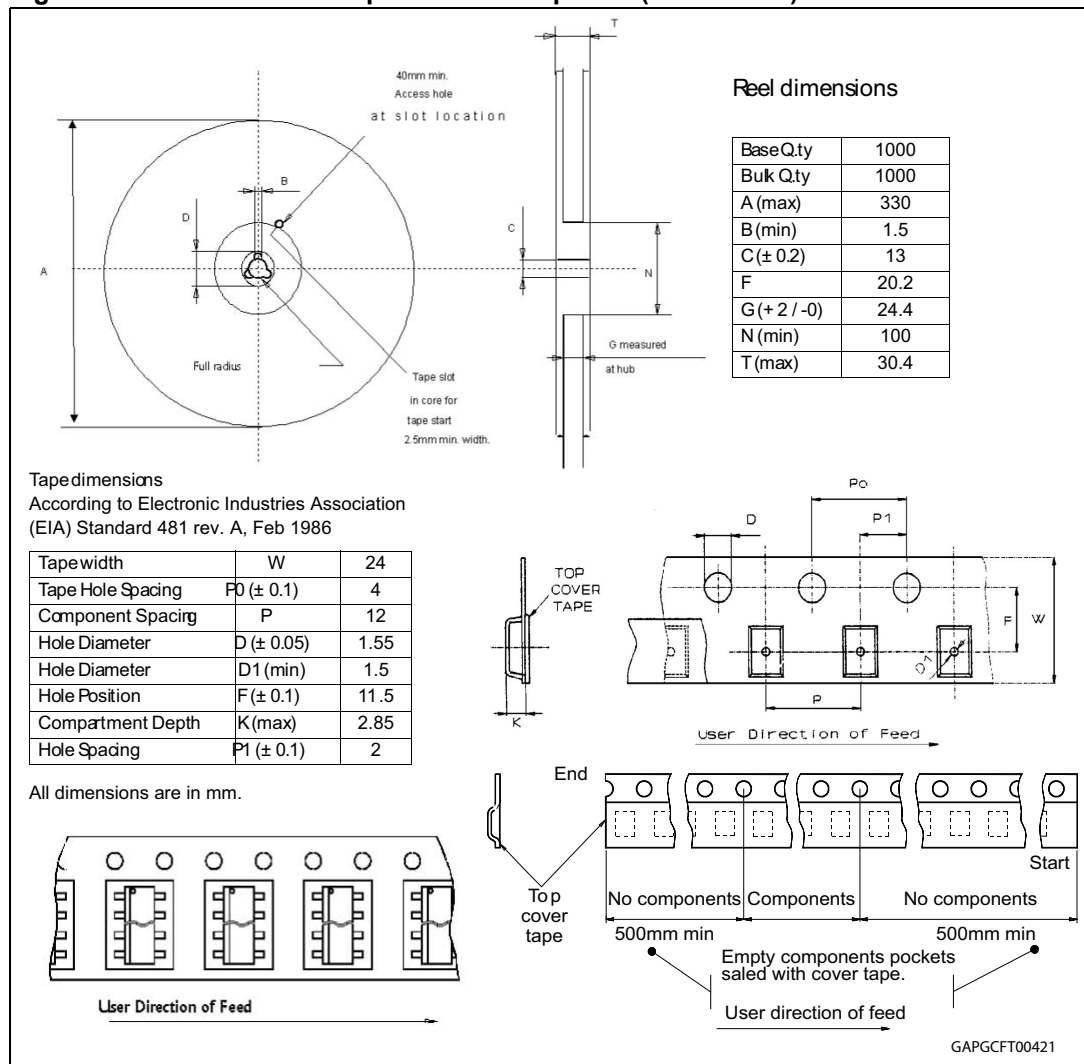 T
40mm min.
Access hole
at slot location
B
D
A
C
N
Full radius
G measured
at hub
Tape slot
in core for
tape start
2.5mm min. width.
Reel dimensions
Base Q.ty 1000
Bulk Q.ty 1000
A (max) 330
B (min) 1.5
C (± 0.2) 13
F 20.2
G (+ 2 / -0) 24.4
N (min) 100
T (max) 30.4
Tape dimensions
According to Electronic Industries Association
(EIA) Standard 481 rev. A, Feb 1986
Tape width W 24
Tape Hole Spacing P0 (± 0.1) 4
Component Spacing P 12
Hole Diameter D (± 0.05) 1.55
Hole Diameter D1 (min) 1.5
Hole Position F (± 0.1) 11.5
Compartment Depth K (max) 2.85
Hole Spacing P1 (± 0.1) 2
All dimensions are in mm.
TOP
COVER
TAPE
K
Po
D
P1
F
W
D1
P
User Direction of Feed
End
Start
Top
cover
tape
No components
Components
No components
500mm min
500mm min
Empty components pockets
saled with cover tape.
User direction of feed
User Direction of Feed
GAPGCFT00421